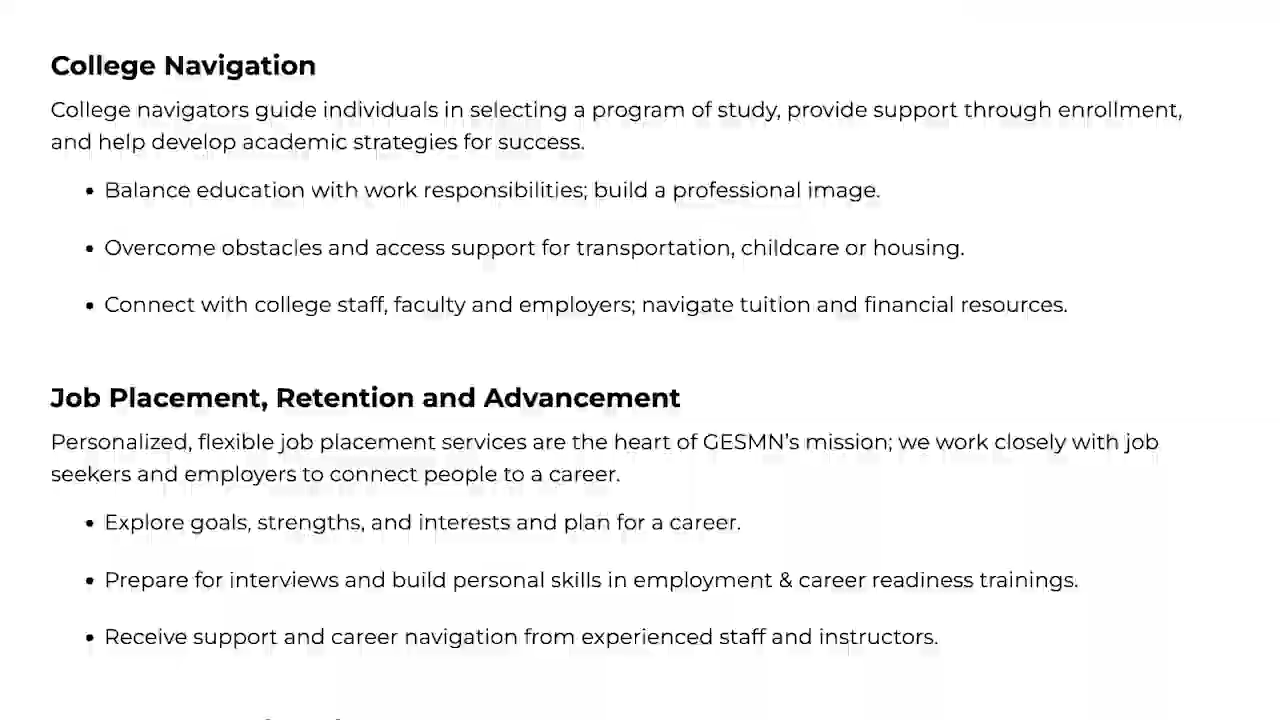 College Navigation
College navigators guide individuals in selecting a program of study, provide support through enrollment,
and help develop academic strategies for success.
• Balance education with work responsibilities; build a professional image.
• Overcome obstacles and access support for transportation, childcare or housing.
• Connect with college staff, faculty and employers; navigate tuition and financial resources.
Job Placement, Retention and Advancement
Personalized, flexible job placement services are the heart of GESMN's mission; we work closely with job
seekers and employers to connect people to a career.
• Explore goals, strengths, and interests and plan for a career.
• Prepare for interviews and build personal skills in employment & career readiness trainings.
• Receive support and career navigation from experienced staff and instructors.